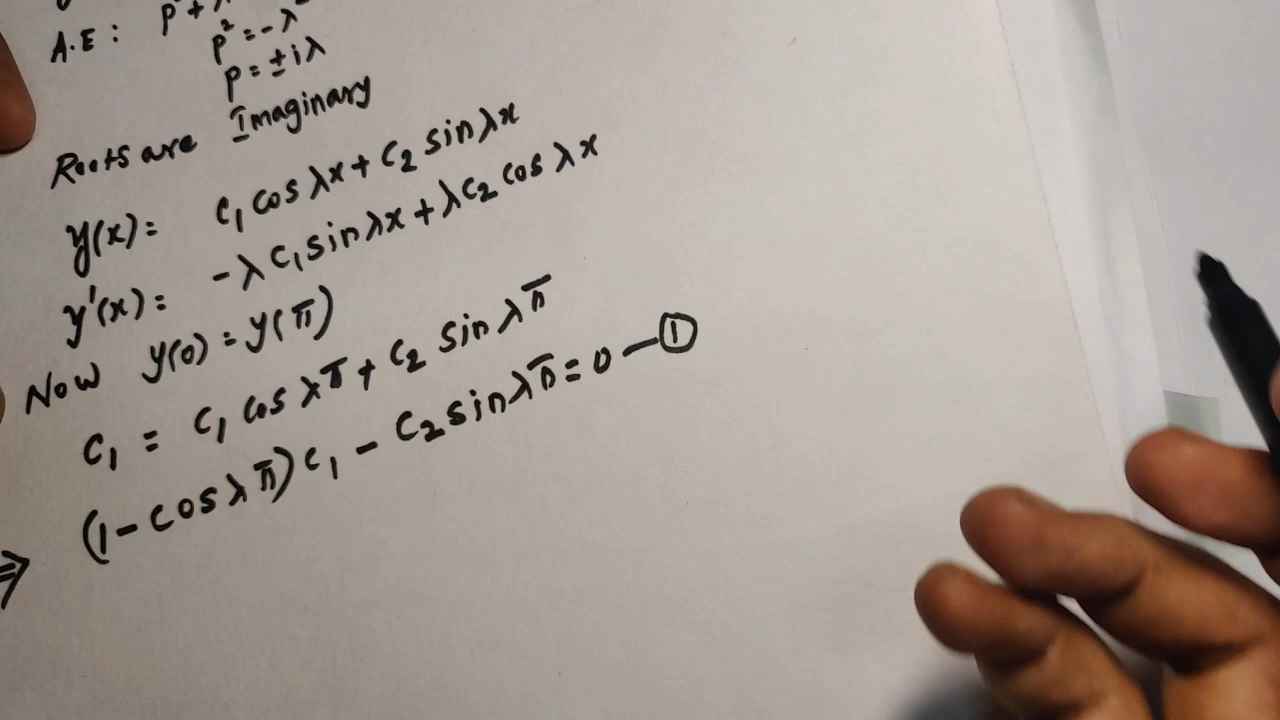 A.E: p²+λ
p²=-λ
p=±iλ
Roots are Imaginary
y(x)= c₁ cos λx + c₂ sin λx
y'(x)= -λ c₁ sin λx + λ c₂ cos λx
Now y(0) = y(π)
c₁ = c₁ cos λπ + c₂ sin λπ
⇒ (1-cos λπ) c₁ - c₂ sin λπ = 0 — ①